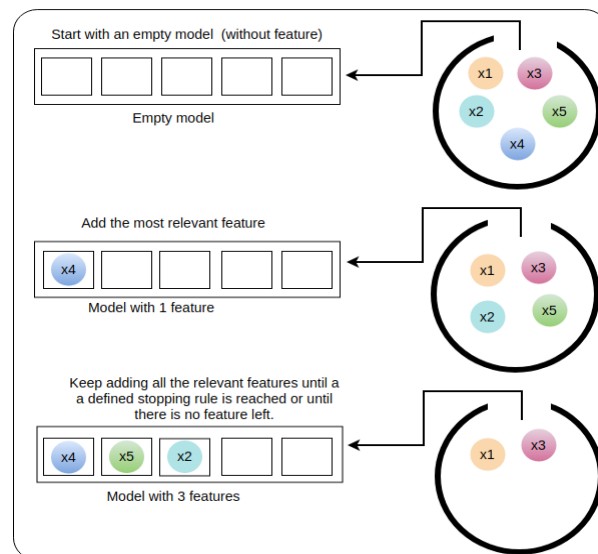 Start with an empty model (without feature)
x1
x3
x2
x5
x4
Empty model
Add the most relevant feature
x4
x1
x3
x2
x5
Model with 1 feature
Keep adding all the relevant features until a
a defined stopping rule is reached or until
there is no feature left.
x4
x5
x2
x1
x3
Model with 3 features